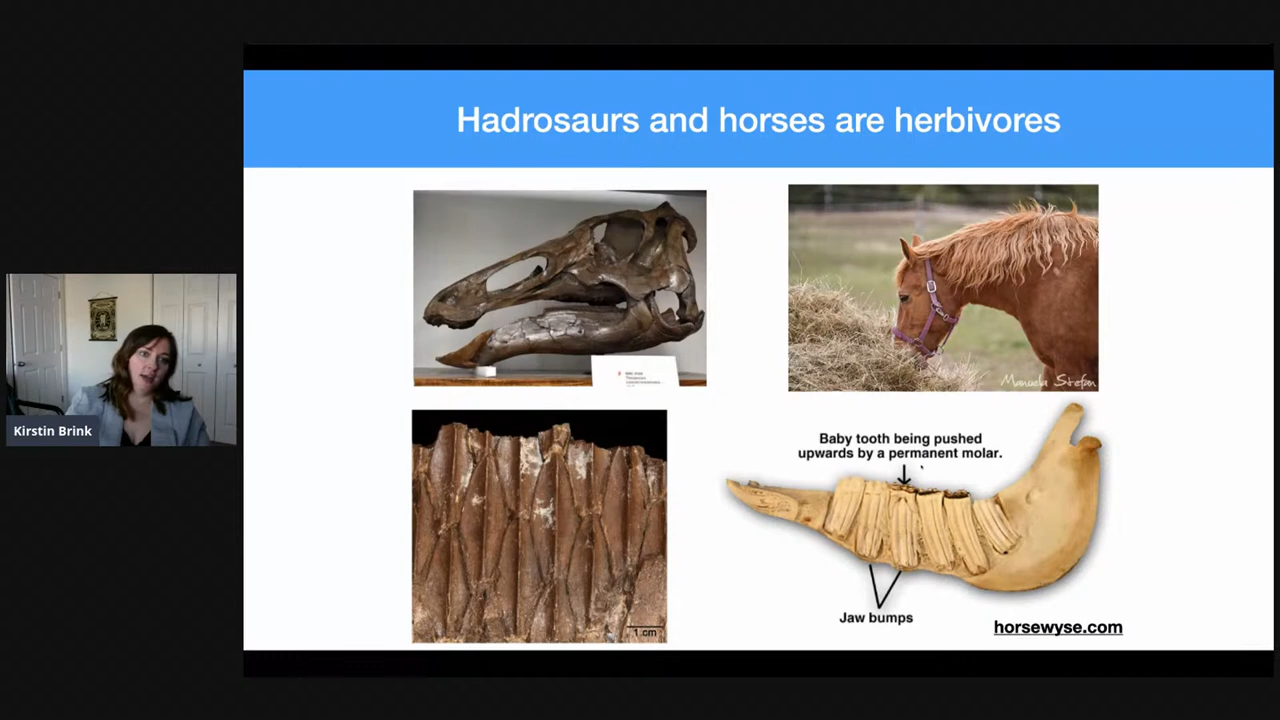 Hadrosaurs and horses are herbivores
Manuela Stefan
Kirstin Brink
Baby tooth being pushed
upwards by a permanent molar.
1 cm
Jaw bumps
horsewyse.com